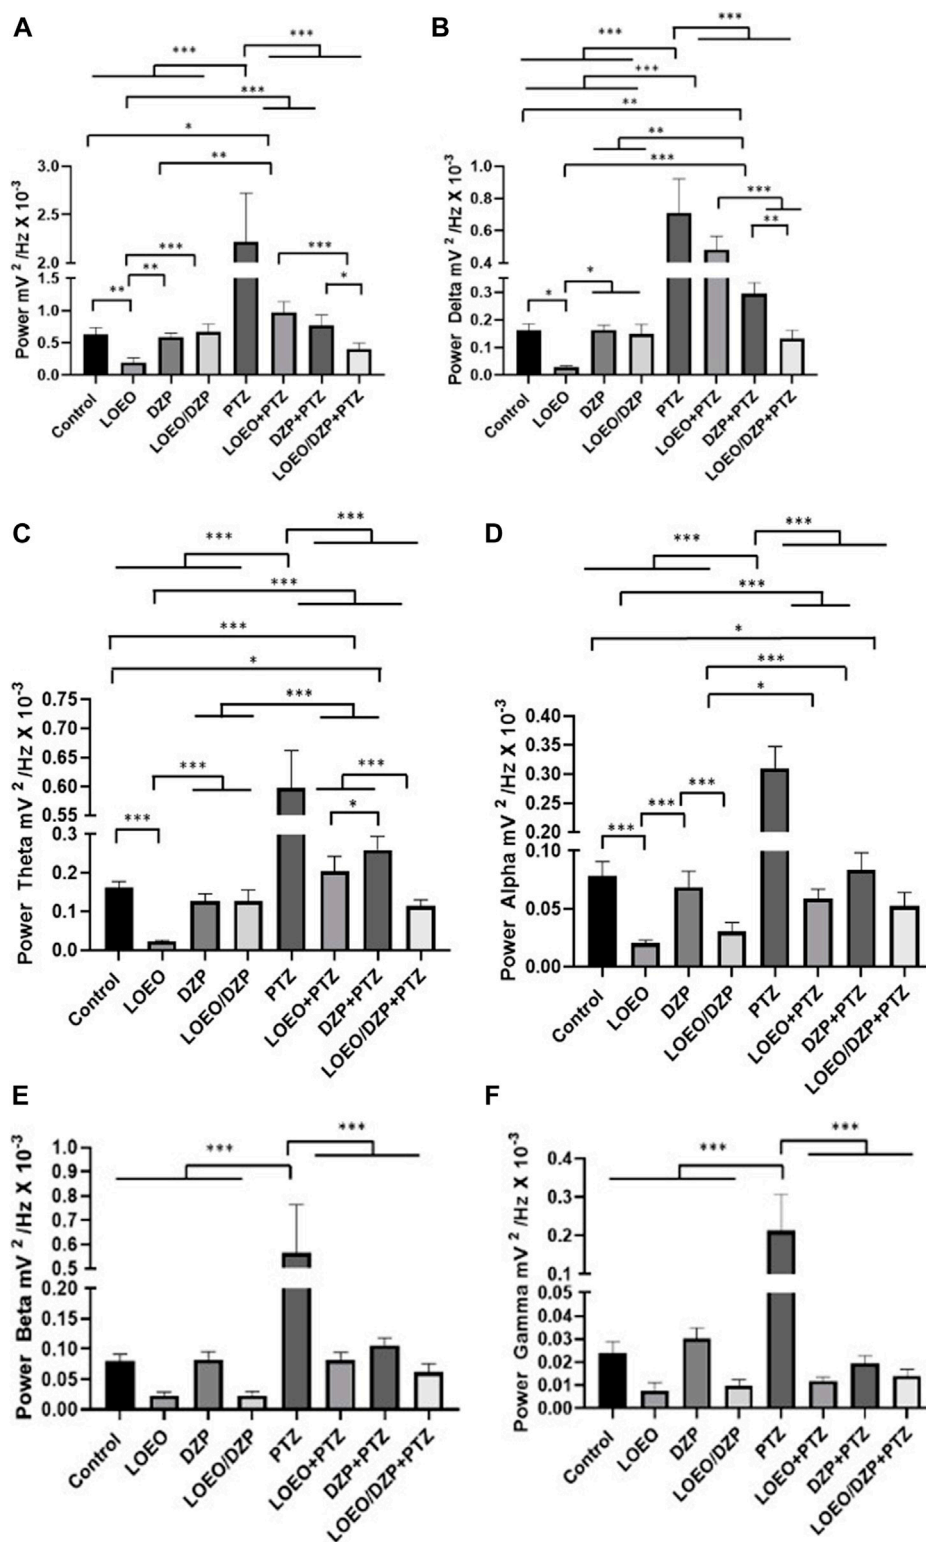 A
***
***
***
*
**
Power mV 2 /Hz X 10-3
3.0
2.5
2.0
1.5
1.0
0.5
0.0
**
**
***
***
*
Control
LOEO
DZP
LOEO/DZP
PTZ
LOEO+PTZ
DZP+PTZ
LOEO/DZP+PTZ
B
***
***
***
**
**
***
Power Delta mV 2 /Hz X 10-3
1.0
0.8
0.6
0.4
0.3
0.2
0.1
0.0
*
*
***
**
Control
LOEO
DZP
LOEO/DZP
PTZ
LOEO+PTZ
DZP+PTZ
LOEO/DZP+PTZ
C
***
***
***
***
*
***
Power Theta mV 2 /Hz X 10-3
0.75
0.70
0.65
0.60
0.55
0.3
0.2
0.1
0.0
***
***
***
*
Control
LOEO
DZP
LOEO/DZP
PTZ
LOEO+PTZ
DZP+PTZ
LOEO/DZP+PTZ
D
***
***
***
*
***
*
Power Alpha mV 2 /Hz X 10-3
0.40
0.35
0.30
0.25
0.20
0.10
0.05
0.00
***
***
***
Control
LOEO
DZP
LOEO/DZP
PTZ
LOEO+PTZ
DZP+PTZ
LOEO/DZP+PTZ
E
***
***
Power Beta mV 2 /Hz X 10-3
1.0
0.9
0.8
0.7
0.6
0.5
0.20
0.15
0.10
0.05
0.00
Control
LOEO
DZP
LOEO/DZP
PTZ
LOEO+PTZ
DZP+PTZ
LOEO/DZP+PTZ
F
***
***
Power Gamma mV 2 /Hz X 10-3
0.4
0.3
0.2
0.1
0.05
0.04
0.03
0.02
0.01
0.00
Control
LOEO
DZP
LOEO/DZP
PTZ
LOEO+PTZ
DZP+PTZ
LOEO/DZP+PTZ